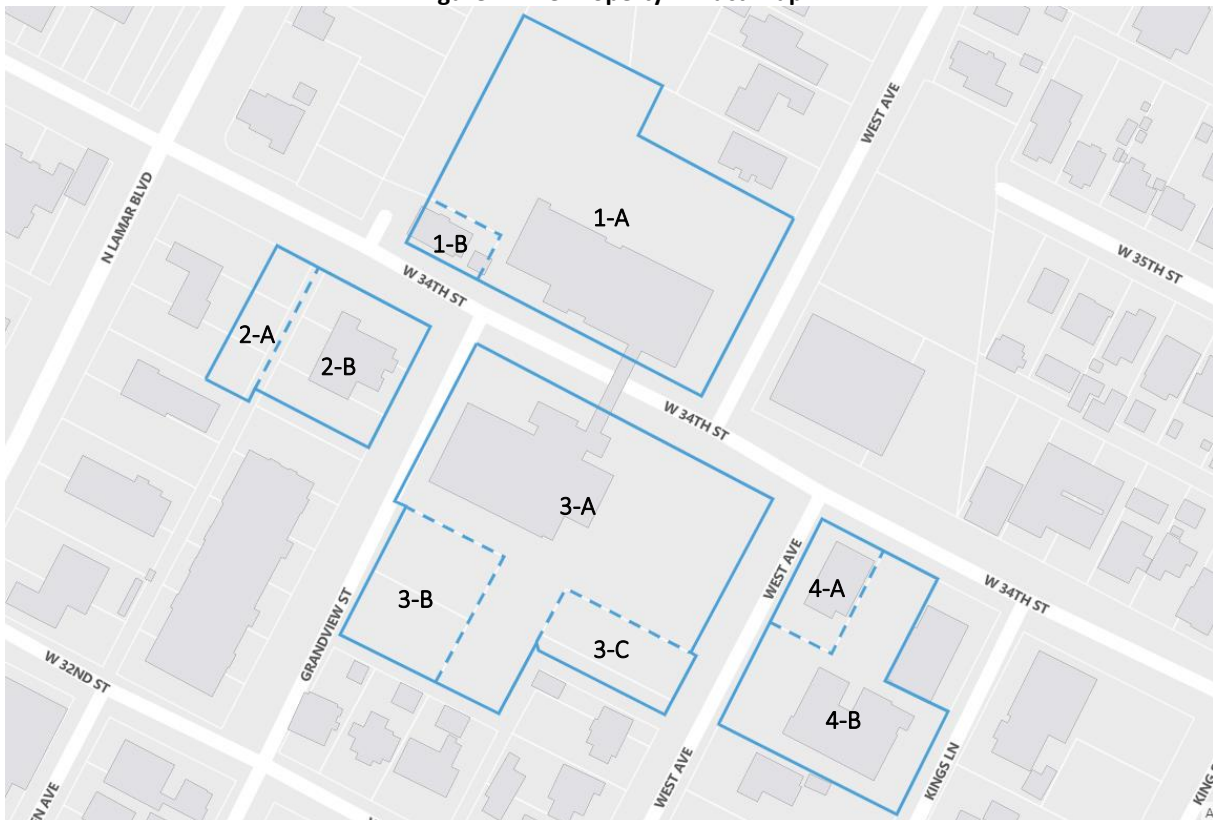 N LAMAR BLVD
W 34TH ST
WEST AVE
W 35TH ST
1-A
1-B
2-A
2-B
W 34TH ST
3-A
3-B
3-C
GRANDVIEW ST
WEST AVE
4-A
4-B
W 34TH ST
W 32ND ST
WEST AVE
KINGS LN